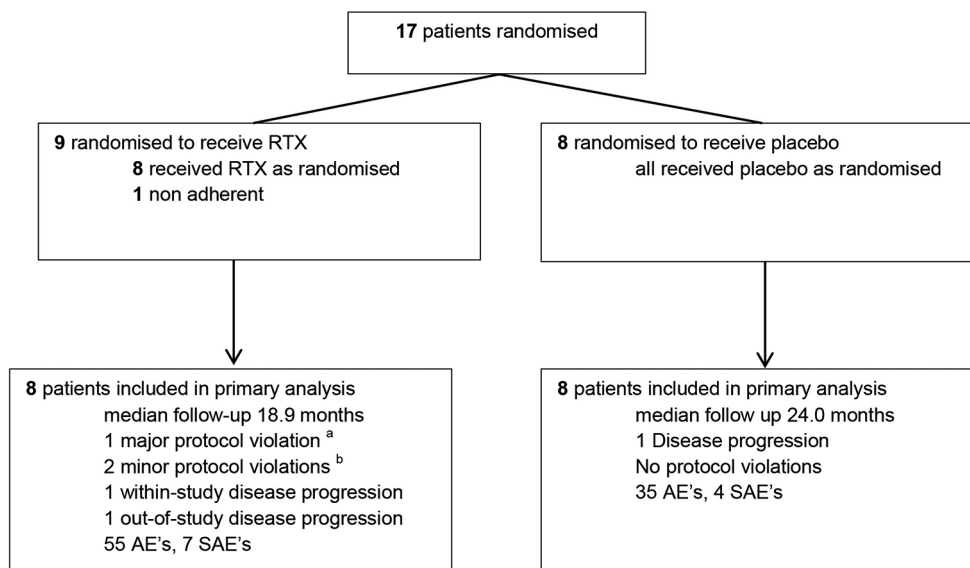 17 patients randomised
9 randomised to receive RTX
8 received RTX as randomised
1 non adherent
8 randomised to receive placebo
all received placebo as randomised
8 patients included in primary analysis
median follow-up 18.9 months
1 major protocol violation a
2 minor protocol violations b
1 within-study disease progression
1 out-of-study disease progression
55 AE's, 7 SAE's
8 patients included in primary analysis
median follow up 24.0 months
1 Disease progression
No protocol violations
35 AE's, 4 SAE's